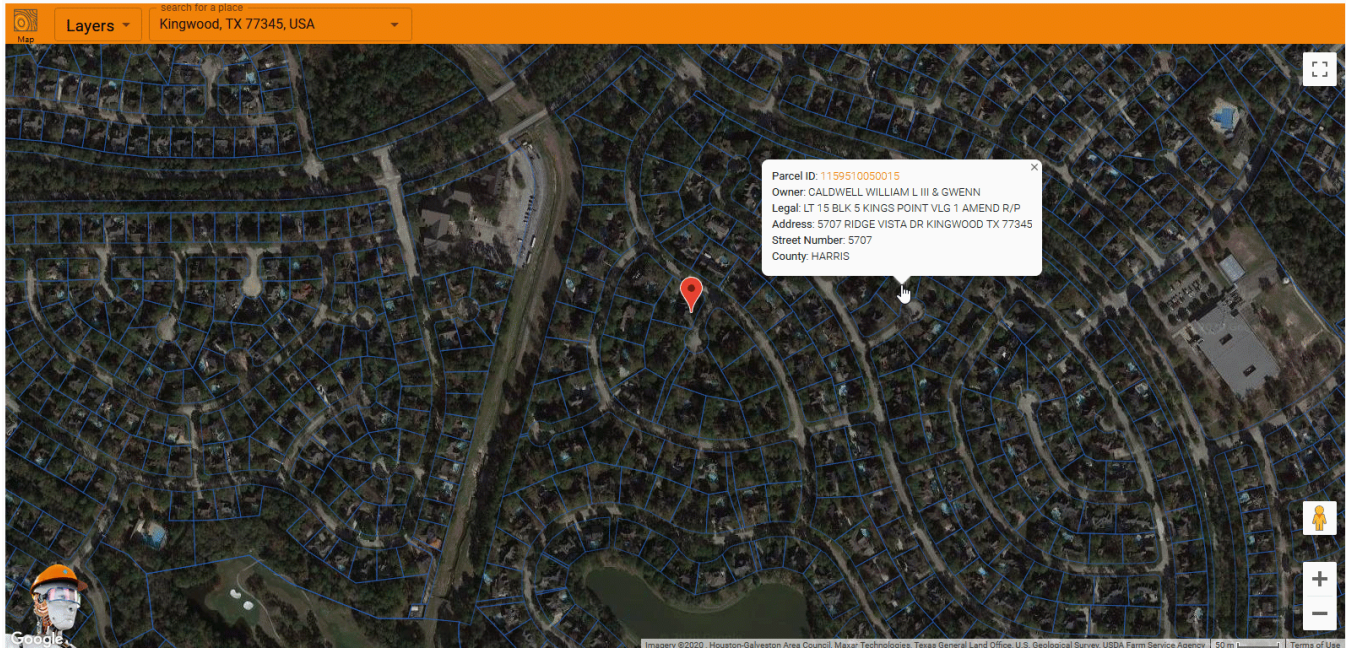 search for a place
Map
Layers
Kingwood, TX 77345, USA
Parcel ID: 1159510050015
Owner: CALDWELL WILLIAM L III & GWENN
Legal: LT 15 BLK 5 KINGS POINT VLG 1 AMEND R/P
Address: 5707 RIDGE VISTA DR KINGWOOD TX 77345
Street Number: 5707
County: HARRIS
Google
Imagery ©2020 , Houston-Galveston Area Council, Maxar Technologies, Texas General Land Office, U.S. Geological Survey, USDA Farm Service Agency
50 m
Terms of Use